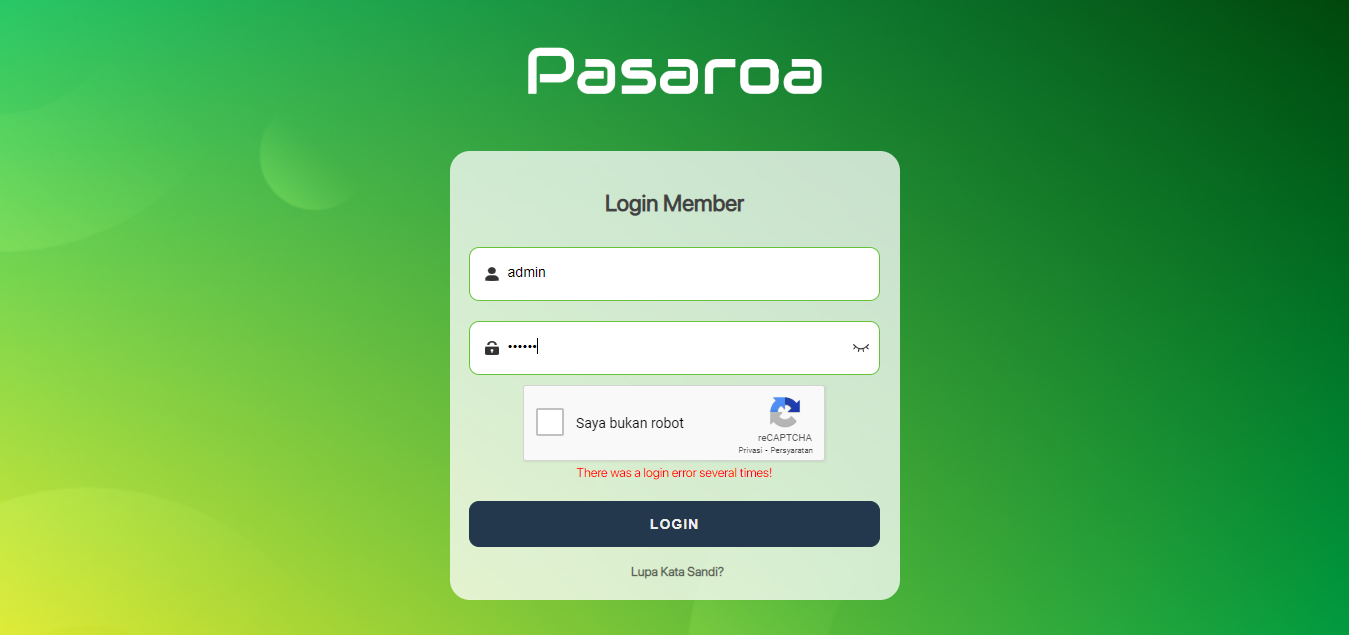 Pasaroa
Login Member
admin
••••••
Saya bukan robot
reCAPTCHA
Privasi - Persyaratan
There was a login error several times!
LOGIN
Lupa Kata Sandi?